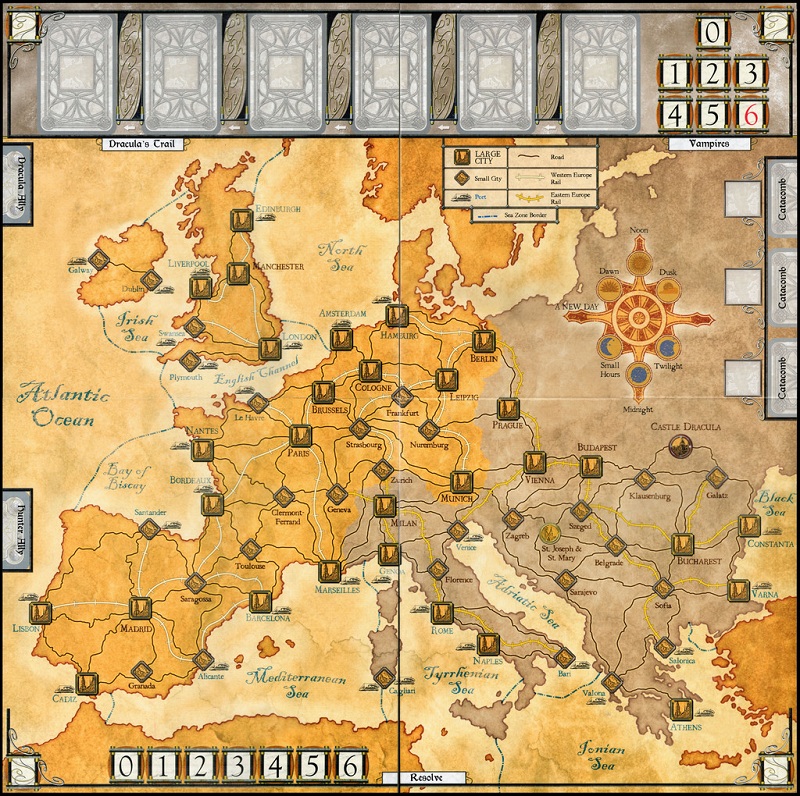 0
1 2 3
4 5 6
Dracula's Trail
Vampires
Dracula Ally
Catacomb
Catacomb
Catacomb
LARGE
CITY
Road
Small City
Western Europe
Rail
Port
Eastern Europe
Rail
Sea Zone Border
Noon
Dawn
Dusk
A NEW DAY
Small
Hours
Twilight
Midnight
EDINBURGH
North
Sea
Galway
Dublin
LIVERPOOL
MANCHESTER
Irish
Sea
Swansea
LONDON
Plymouth
English Channel
AMSTERDAM
HAMBURG
BERLIN
COLOGNE
LEIPZIG
BRUSSELS
Frankfurt
Atlantic
Ocean
Le Havre
NANTES
PARIS
Strasbourg
Nuremburg
PRAGUE
CASTLE DRACULA
Bay of
Biscay
BORDEAUX
Clermont-
Ferrand
Geneva
Zurich
MUNICH
VIENNA
BUDAPEST
Klausenburg
Galatz
Black
Sea
Santander
MILAN
Venice
Zagreb
Szeged
St. Joseph &
St. Mary
Belgrade
BUCHAREST
CONSTANTA
Hunter Ally
Toulouse
MARSEILLES
GENOA
Florence
Sarajevo
Sofia
VARNA
Saragossa
LISBON
MADRID
BARCELONA
Adriatic Sea
ROME
NAPLES
Bari
Salonica
Alicante
Granada
CADIZ
Mediterranean
Sea
Cagliari
Tyrrhenian
Sea
Valona
ATHENS
Ionian
Sea
0 1 2 3 4 5 6
Resolve